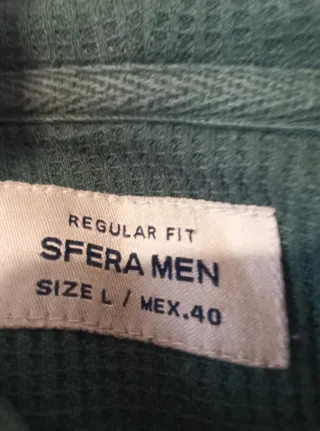 REGULAR FIT
SFERA MEN
SIZE L / MEX.40